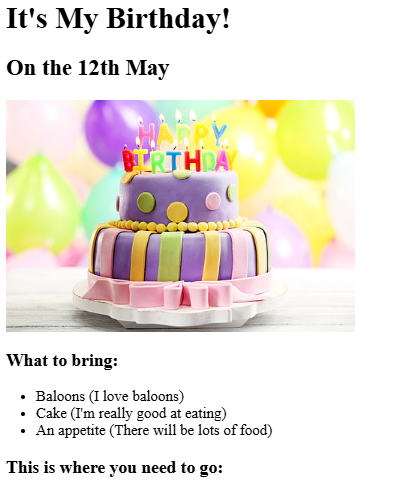 It's My Birthday!
On the 12th May
HAPPY
BIRTHDAY
What to bring:
Baloons (I love baloons)
Cake (I'm really good at eating)
An appetite (There will be lots of food)
This is where you need to go: